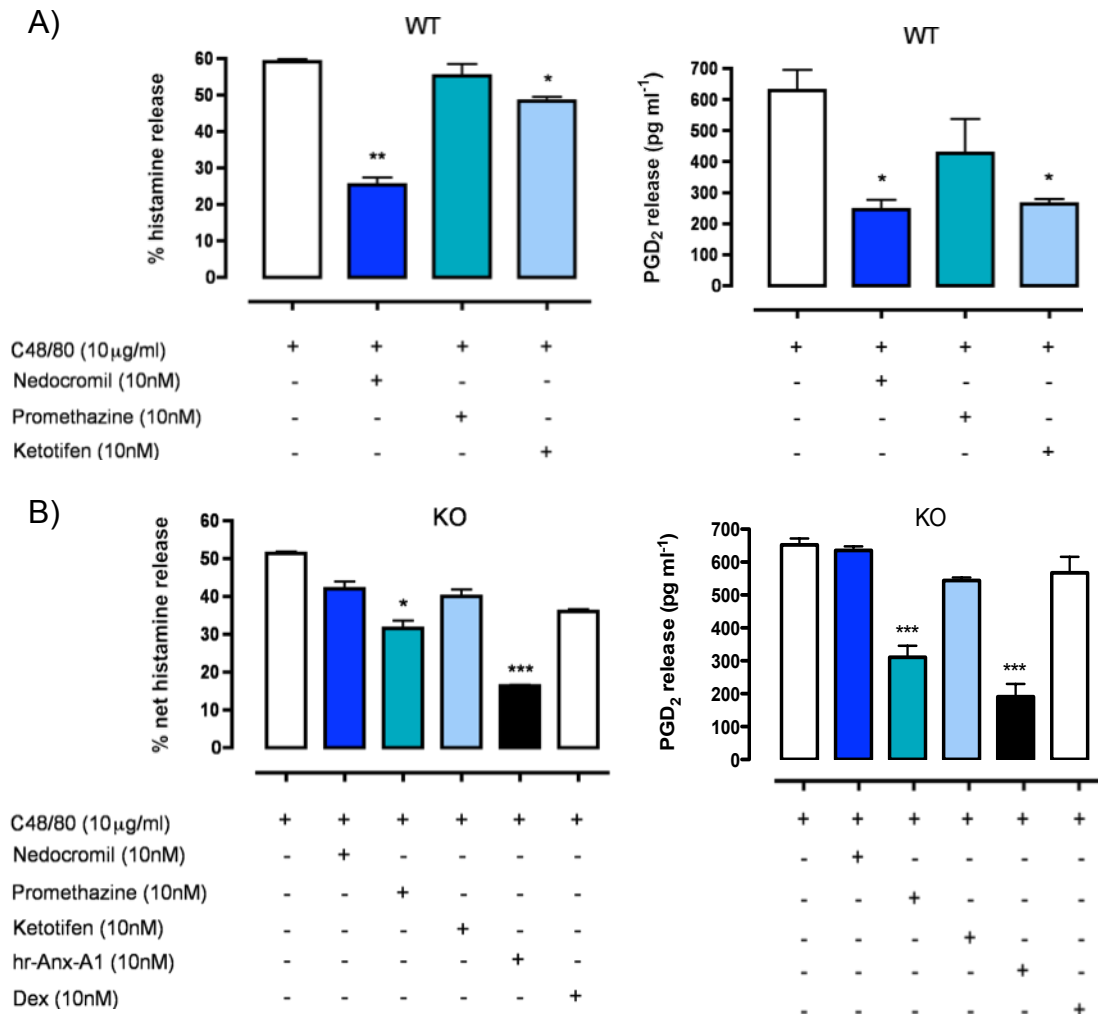 A)
WT
% histamine release
60
50
40
30
20
10
0
**
*
C48/80 (10µg/ml) + + + +
Nedocromil (10nM) - + - -
Promethazine (10nM) - - + -
Ketotifen (10nM) - - - +
WT
PGD2 release (pg ml-1)
700
600
500
400
300
200
100
0
*
*
+ + + +
- + - -
- - + -
- - - +
B)
KO
% net histamine release
60
50
40
30
20
10
0
*
***
C48/80 (10µg/ml) + + + + + +
Nedocromil (10nM) - + - - - -
Promethazine (10nM) - - + - - -
Ketotifen (10nM) - - - + - -
hr-Anx-A1 (10nM) - - - - + -
Dex (10nM) - - - - - +
KO
PGD2 release (pg ml-1)
700
600
500
400
300
200
100
0
***
***
+ + + + + +
- + - - - -
- - + - - -
- - - + - -
- - - - + -
- - - - - +